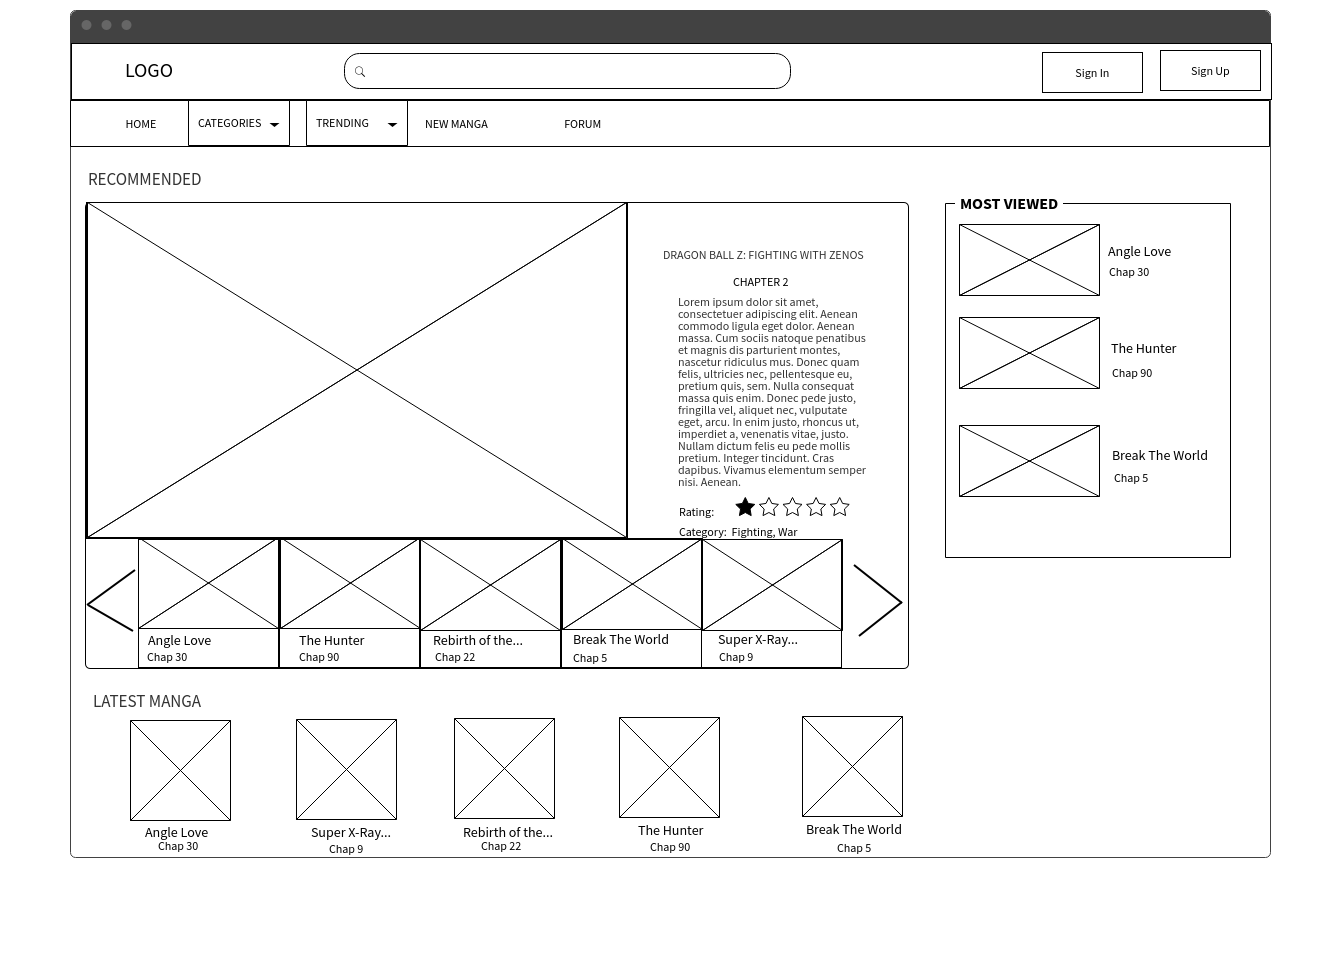 LOGO
Sign In
Sign Up
HOME
CATEGORIES
TRENDING
NEW MANGA
FORUM
RECOMMENDED
DRAGON BALL Z: FIGHTING WITH ZENOS
CHAPTER 2
Lorem ipsum dolor sit amet,
consectetuer adipiscing elit. Aenean
commodo ligula eget dolor. Aenean
massa. Cum sociis natoque penatibus
et magnis dis parturient montes,
nascetur ridiculus mus. Donec quam
felis, ultricies nec, pellentesque eu,
pretium quis, sem. Nulla consequat
massa quis enim. Donec pede justo,
fringilla vel, aliquet nec, vulputate
eget, arcu. In enim justo, rhoncus ut,
imperdiet a, venenatis vitae, justo.
Nullam dictum felis eu pede mollis
pretium. Integer tincidunt. Cras
dapibus. Vivamus elementum semper
nisi. Aenean.
Rating:
Category: Fighting, War
Angle Love
Chap 30
The Hunter
Chap 90
Rebirth of the...
Chap 22
Break The World
Chap 5
Super X-Ray...
Chap 9
MOST VIEWED
Angle Love
Chap 30
The Hunter
Chap 90
Break The World
Chap 5
LATEST MANGA
Angle Love
Chap 30
Super X-Ray...
Chap 9
Rebirth of the...
Chap 22
The Hunter
Chap 90
Break The World
Chap 5